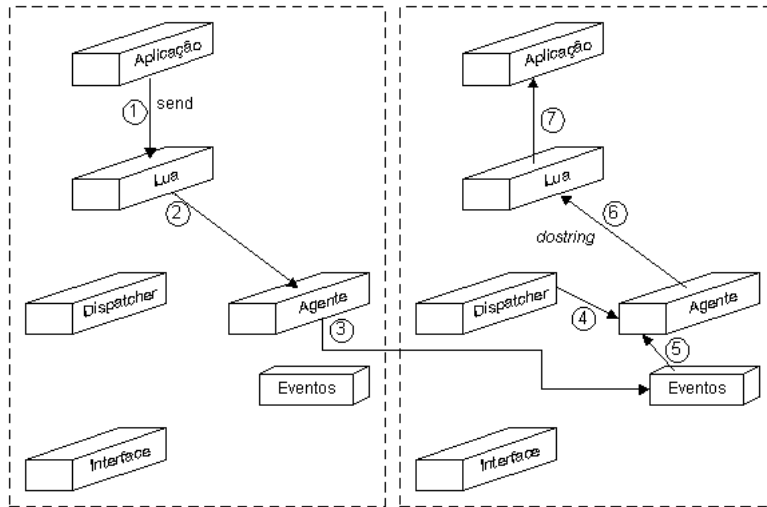 Aplicação
1
send
Lua
2
Dispatcher
Agente
3
Eventos
Interface
Aplicação
7
Lua
6
dostring
Dispatcher
4
Agente
5
Eventos
Interface